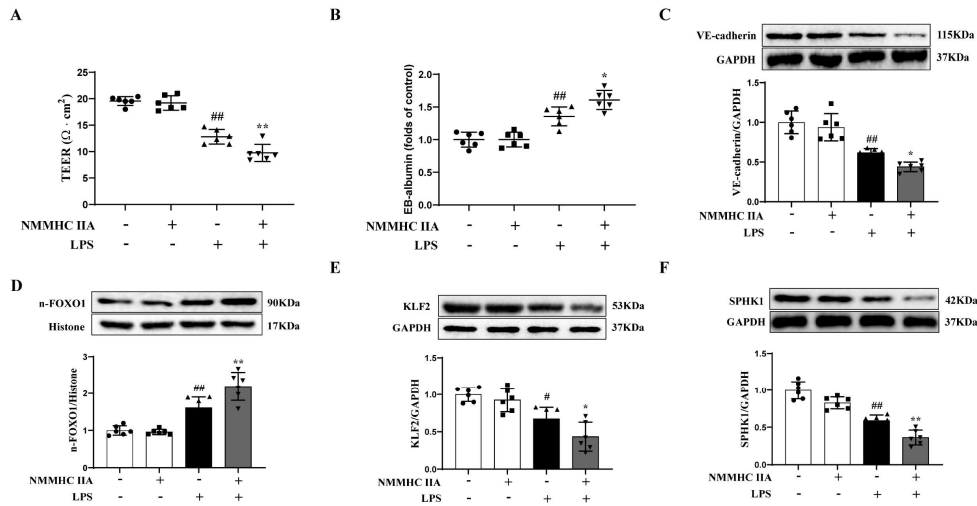 A
TEER (Ω · cm²)
25
20
15
10
5
0
##
**
NMMHC IIA - + - +
LPS - - + +
B
EB-albumin (folds of control)
2.0
1.5
1.0
0.5
0.0
##
*
NMMHC IIA - + - +
LPS - - + +
C
VE-cadherin 115KDa
GAPDH 37KDa
VE-cadherin/GAPDH
1.5
1.0
0.5
0.0
##
*
NMMHC IIA - + - +
LPS - - + +
D
n-FOXO1 90KDa
Histone 17KDa
n-FOXO1/Histone
3
2
1
0
##
**
NMMHC IIA - + - +
LPS - - + +
E
KLF2 53KDa
GAPDH 37KDa
KLF2/GAPDH
1.5
1.0
0.5
0.0
#
*
NMMHC IIA - + - +
LPS - - + +
F
SPHK1 42KDa
GAPDH 37KDa
SPHK1/GAPDH
1.5
1.0
0.5
0.0
##
**
NMMHC IIA - + - +
LPS - - + +